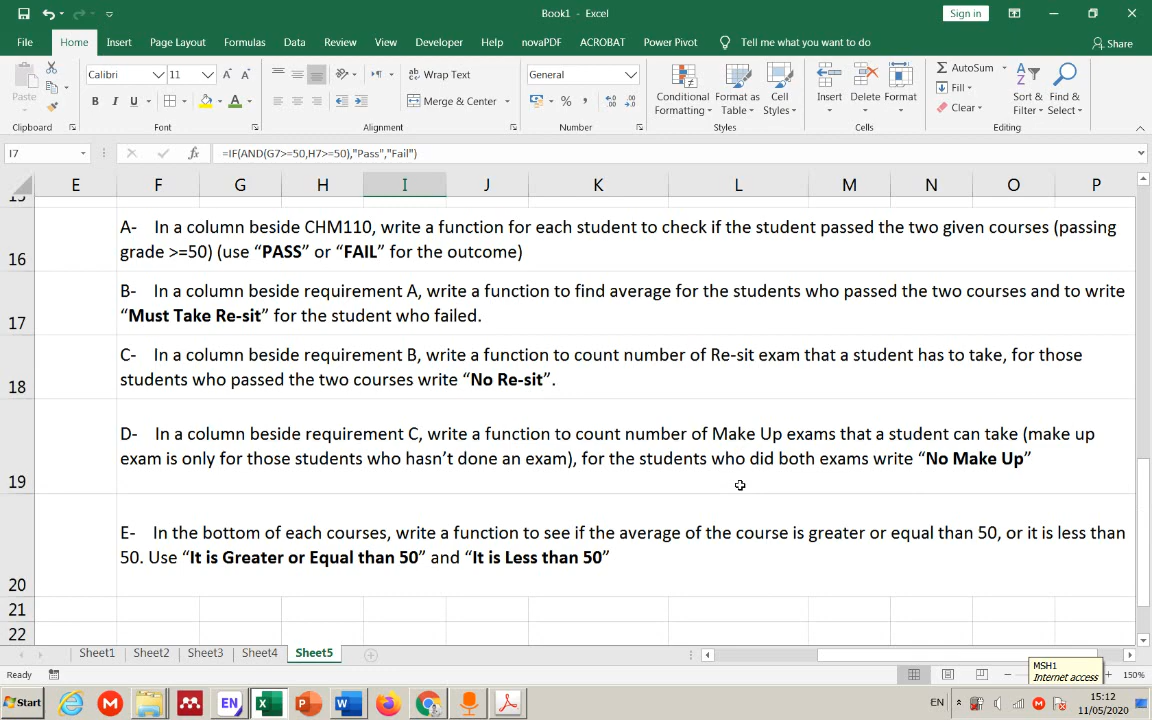 Book1 - Excel
Sign in
File Home Insert Page Layout Formulas Data Review View Developer Help novaPDF ACROBAT Power Pivot Tell me what you to do Share
Paste
Calibri 11
Wrap Text
Merge & Center
General
Conditional Formatting
Format as Table
Cell Styles
Insert Delete Format
AutoSum
Fill
Clear
Sort & Filter
Find & Select
Clipboard Font Alignment Number Styles Cells Editing
I7 fx =IF(AND(G7>=50,H7>=50),"Pass","Fail")
E F G H I J K L M N O P
A- In a column beside CHM110, write a function for each student to check if the student passed the two given courses (passing
16 grade >=50) (use “PASS” or “FAIL” for the outcome)
B- In a column beside requirement A, write a function to find average for the students who passed the two courses and to write
17 “Must Take Re-sit” for the student who failed.
C- In a column beside requirement B, write a function to count number of Re-sit exam that a student has to take, for those
18 students who passed the two courses write “No Re-sit”.
D- In a column beside requirement C, write a function to count number of Make Up exams that a student can take (make up
19 exam is only for those students who hasn’t done an exam), for the students who did both exams write “No Make Up”
E- In the bottom of each courses, write a function to see if the average of the course is greater or equal than 50, or it is less than
20 50. Use “It is Greater or Equal than 50” and “It is Less than 50”
21
22
Sheet1 Sheet2 Sheet3 Sheet4 Sheet5
Ready
MSH1
Internet access
150%
Start
EN
EN
15:12
11/05/2020